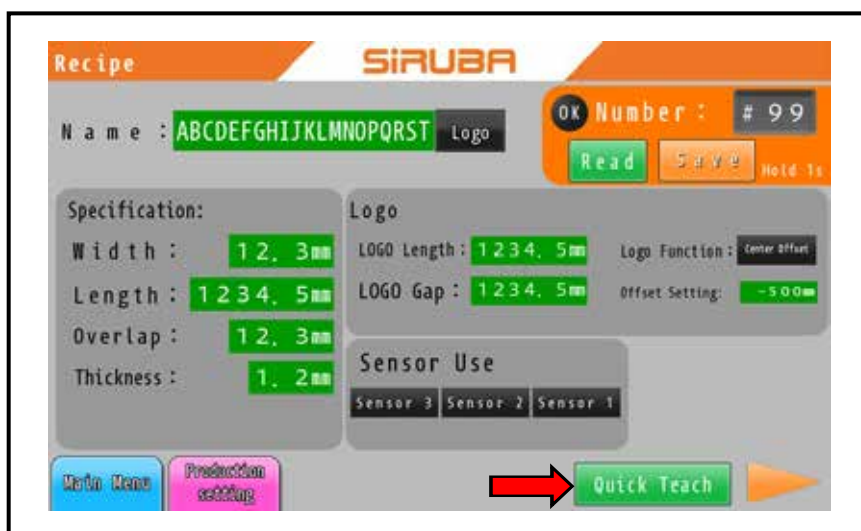 Recipe
SiRUBA
Name : ABCDEFGHIJKLMNOPQRST Logo
OK Number : # 99
Read Save Hold 1s
Specification:
Width : 12. 3mm
Length : 1234. 5mm
Overlap : 12. 3mm
Thickness : 1. 2mm
Logo
LOGO Length : 1234. 5mm
Logo Function : Center Offset
LOGO Gap : 1234. 5mm
Offset Setting: -500mm
Sensor Use
Sensor 3 Sensor 2 Sensor 1
Main Menu
Production
setting
Quick Teach